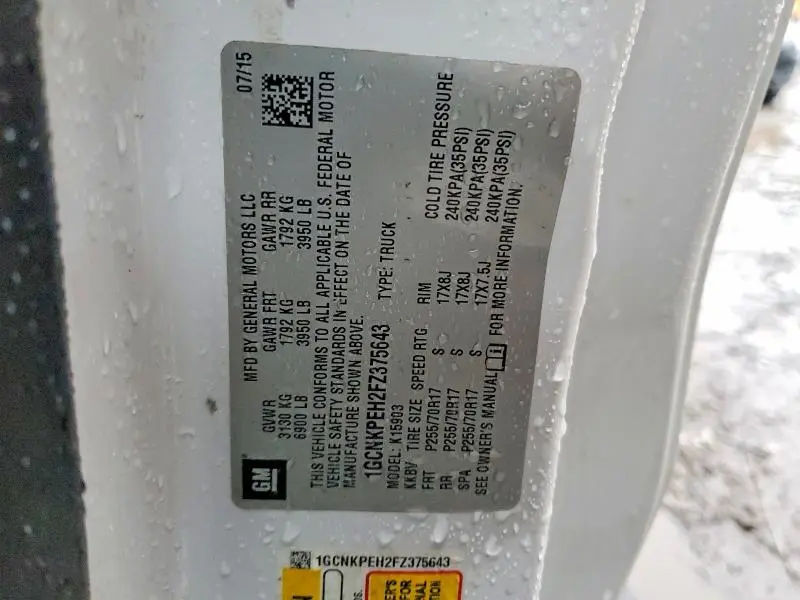 GM
MFD BY GENERAL MOTORS LLC 07/15
GVWR GAWR FRT GAWR RR
3130 KG 1792 KG 1792 KG
6900 LB 3950 LB 3950 LB
THIS VEHICLE CONFORMS TO ALL APPLICABLE U.S. FEDERAL MOTOR
VEHICLE SAFETY STANDARDS IN EFFECT ON THE DATE OF
MANUFACTURE SHOWN ABOVE.
1GCNKPEH2FZ375643 TYPE: TRUCK
MODEL: K15903
KKBV TIRE SIZE SPEED RTG RIM COLD TIRE PRESSURE
FRT P255/70R17 S 17X8J 240KPA(35PSI)
RR P255/70R17 S 17X8J 240KPA(35PSI)
SPA P255/70R17 S 17X7.5J 240KPA(35PSI)
SEE OWNER'S MANUAL i FOR MORE INFORMATION.
1GCNKPEH2FZ375643